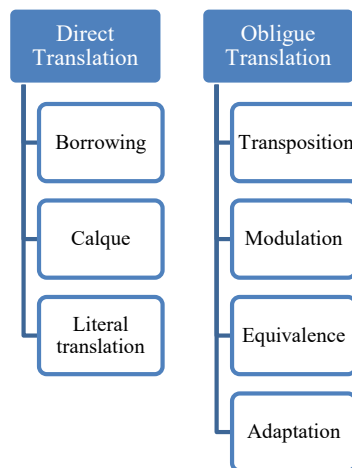 Direct
Translation
Borrowing
Calque
Literal
translation
Obligue
Translation
Transposition
Modulation
Equivalence
Adaptation